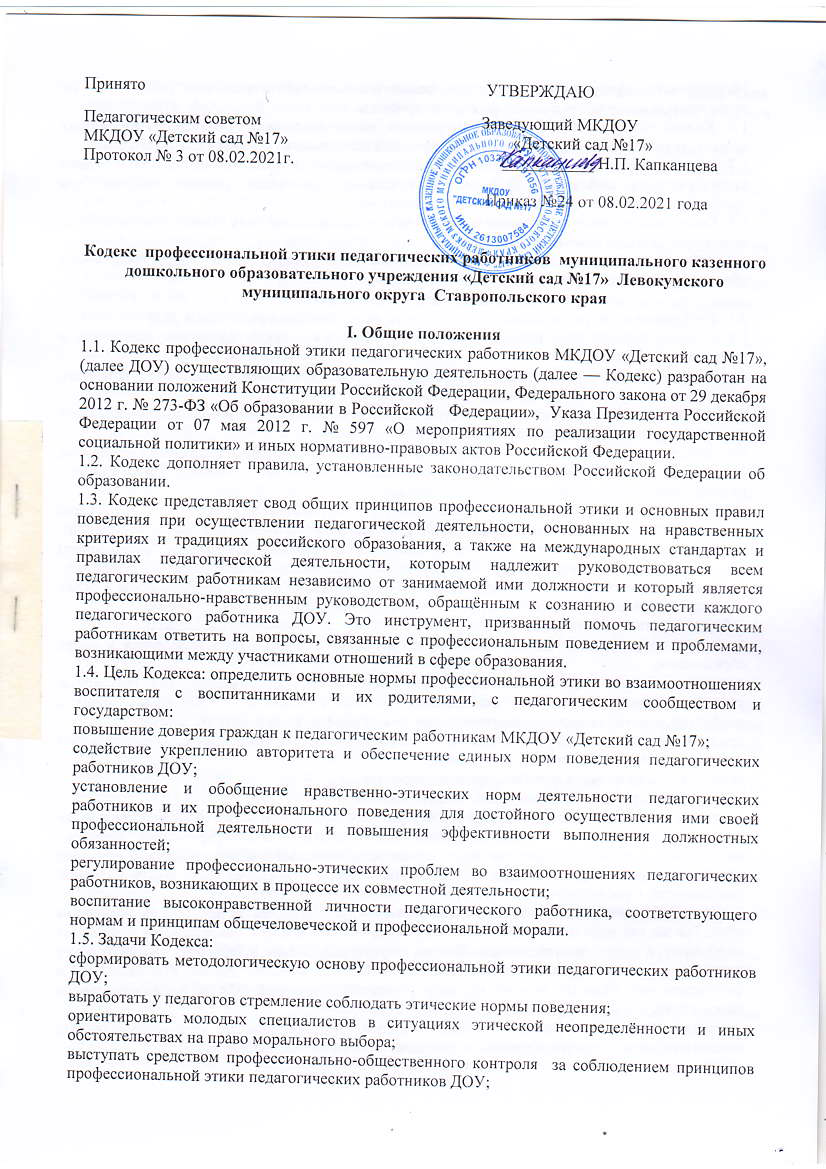 Принято
Педагогическим советом
МКДОУ «Детский сад №17»
Протокол № 3 от 08.02.2021г.
УТВЕРЖДАЮ
Заведующий МКДОУ
«Детский сад №17»
Н.П. Капканцева
Приказ №24 от 08.02.2021 года
МКДОУ
"ДЕТСКИЙ САД №17"
ИНН 2613007584
Кодекс профессиональной этики педагогических работников муниципального казенного
дошкольного образовательного учреждения «Детский сад №17» Левокумского
муниципального округа Ставропольского края
I. Общие положения
1.1. Кодекс профессиональной этики педагогических работников МКДОУ «Детский сад №17»,
(далее ДОУ) осуществляющих образовательную деятельность (далее — Кодекс) разработан на
основании положений Конституции Российской Федерации, Федерального закона от 29 декабря
2012 г. № 273-ФЗ «Об образовании в Российской Федерации», Указа Президента Российской
Федерации от 07 мая 2012 г. № 597 «О мероприятиях по реализации государственной
социальной политики» и иных нормативно-правовых актов Российской Федерации.
1.2. Кодекс дополняет правила, установленные законодательством Российской Федерации об
образовании.
1.3. Кодекс представляет свод общих принципов профессиональной этики и основных правил
поведения при осуществлении педагогической деятельности, основанных на нравственных
критериях и традициях российского образования, а также на международных стандартах и
правилах педагогической деятельности, которым надлежит руководствоваться всем
педагогическим работникам независимо от занимаемой ими должности и который является
профессионально-нравственным руководством, обращённым к сознанию и совести каждого
педагогического работника ДОУ. Это инструмент, призванный помочь педагогическим
работникам ответить на вопросы, связанные с профессиональным поведением и проблемами,
возникающими между участниками отношений в сфере образования.
1.4. Цель Кодекса: определить основные нормы профессиональной этики во взаимоотношениях
воспитателя с воспитанниками и их родителями, с педагогическим сообществом и
государством:
повышение доверия граждан к педагогическим работникам МКДОУ «Детский сад №17»;
содействие укреплению авторитета и обеспечение единых норм поведения педагогических
работников ДОУ;
установление и обобщение нравственно-этических норм деятельности педагогических
работников и их профессионального поведения для достойного осуществления ими своей
профессиональной деятельности и повышения эффективности выполнения должностных
обязанностей;
регулирование профессионально-этических проблем во взаимоотношениях педагогических
работников, возникающих в процессе их совместной деятельности;
воспитание высоконравственной личности педагогического работника, соответствующего
нормам и принципам общечеловеческой и профессиональной морали.
1.5. Задачи Кодекса:
сформировать методологическую основу профессиональной этики педагогических работников
ДОУ;
выработать у педагогов стремление соблюдать этические нормы поведения;
ориентировать молодых специалистов в ситуациях этической неопределённости и иных
обстоятельствах на право морального выбора;
выступать средством профессионально-общественного контроля за соблюдением принципов
профессиональной этики педагогических работников ДОУ;